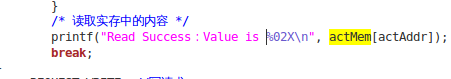 }
/* 读取实存中的内容 */
printf("Read Success：Value is %02X\n", actMem[actAddr]);
break;